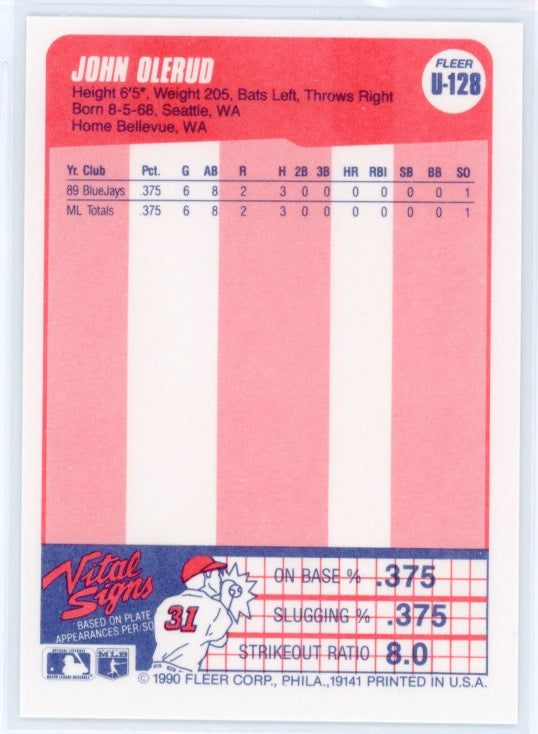 JOHN OLERUD
FLEER
U-128
Height 6'5", Weight 205, Bats Left, Throws Right
Born 8-5-68, Seattle, WA
Home Bellevue, WA
Yr. Club Pct. G AB R H 2B 3B HR RBI SB BB SO
89 BlueJays .375 6 8 2 3 0 0 0 0 0 0 1
ML Totals .375 6 8 2 3 0 0 0 0 0 0 1
Vital
Signs
BASED ON PLATE
APPEARANCES PER/SO
31
ON BASE % .375
SLUGGING % .375
STRIKEOUT RATIO 8.0
MLB
© 1990 FLEER CORP., PHILA.,19141 PRINTED IN U.S.A.